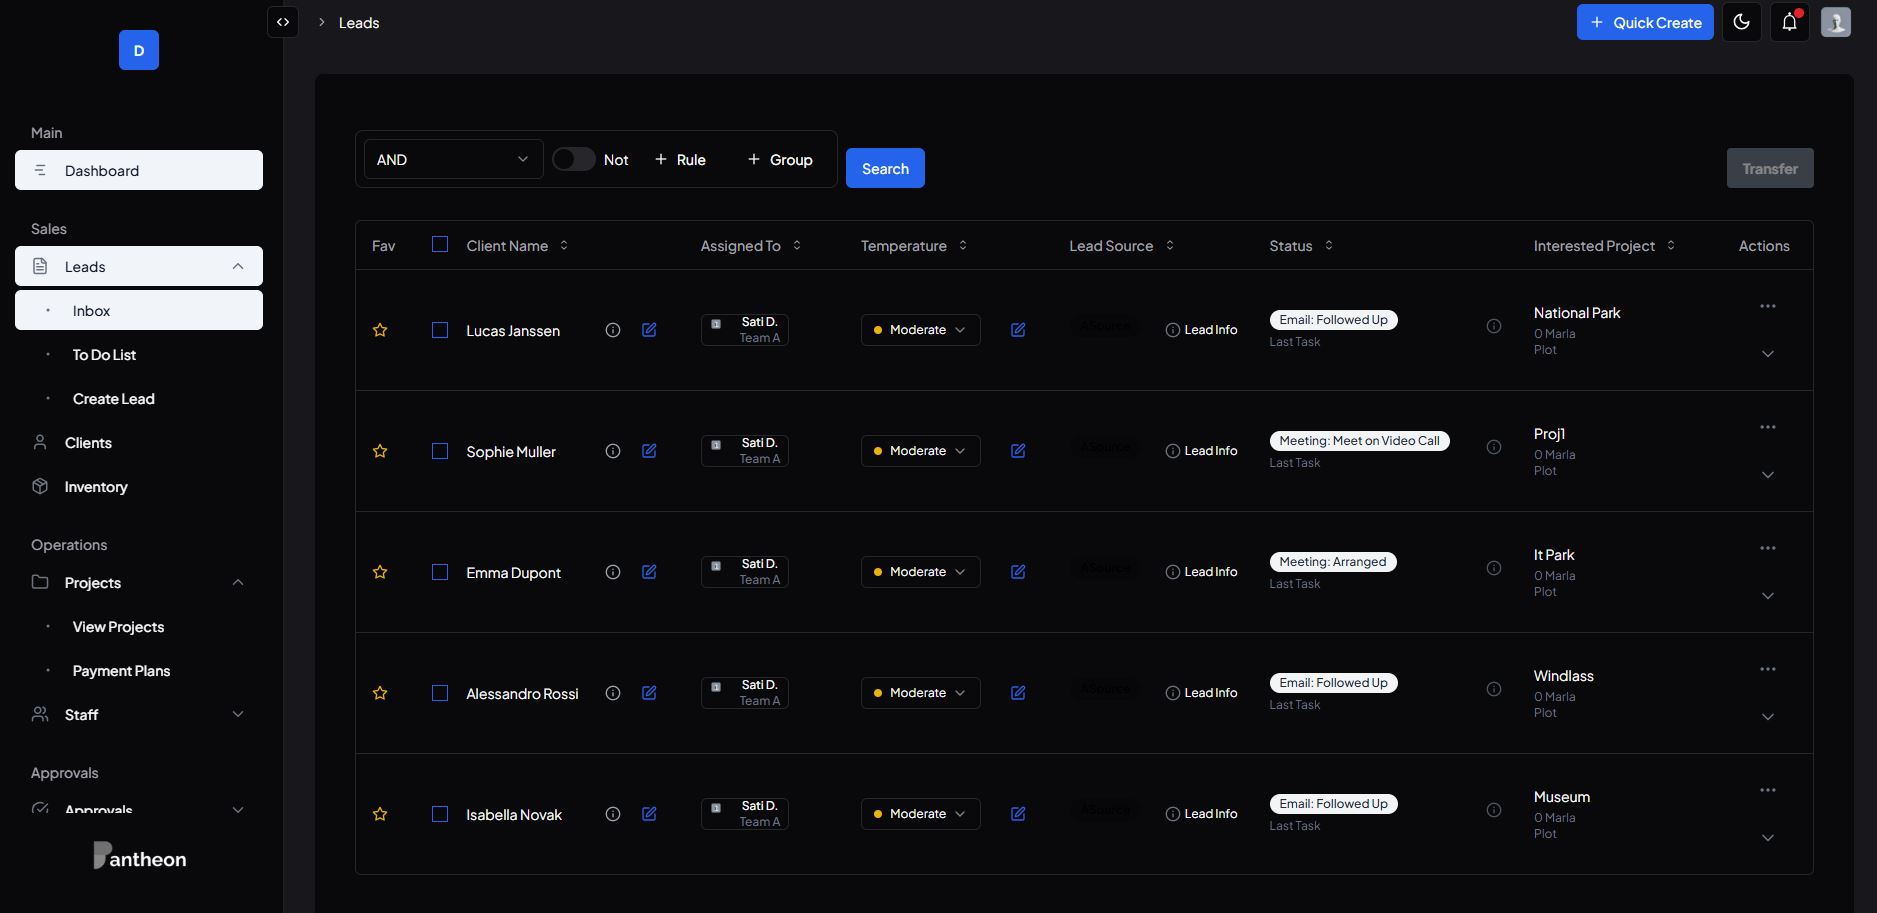 Leads
Quick Create
D
Main
Dashboard
Sales
Leads
Inbox
To Do List
Create Lead
Clients
Inventory
Operations
Projects
View Projects
Payment Plans
Staff
Approvals
Approvals
Pantheon
AND
Not
Rule
Group
Search
Transfer
Fav Client Name Assigned To Temperature Lead Source Status Interested Project Actions
Lucas Janssen Sati D. Team A Moderate ASource Lead Info Email: Followed Up Last Task National Park 0 Marla Plot
Sophie Muller Sati D. Team A Moderate ASource Lead Info Meeting: Meet on Video Call Last Task Proj1 0 Marla Plot
Emma Dupont Sati D. Team A Moderate ASource Lead Info Meeting: Arranged Last Task It Park 0 Marla Plot
Alessandro Rossi Sati D. Team A Moderate ASource Lead Info Email: Followed Up Last Task Windlass 0 Marla Plot
Isabella Novak Sati D. Team A Moderate ASource Lead Info Email: Followed Up Last Task Museum 0 Marla Plot